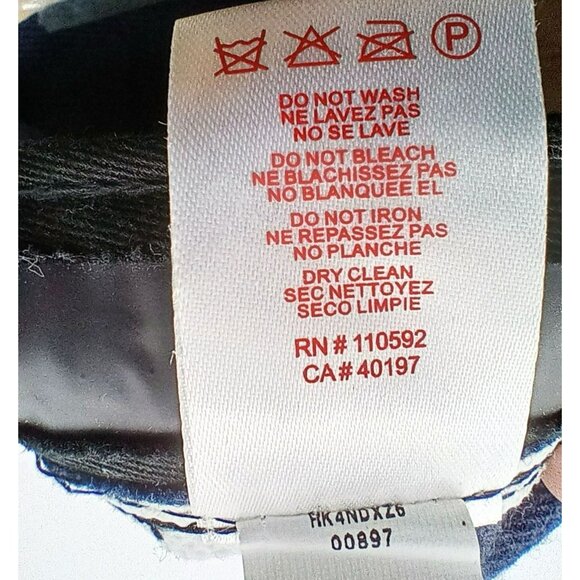 P
DO NOT WASH
NE LAVEZ PAS
NO SE LAVE
DO NOT BLEACH
NE BLACHISSEZ PAS
NO BLANQUEE EL
DO NOT IRON
NE REPASSEZ PAS
NO PLANCHE
DRY CLEAN
SEC NETTOYEZ
SECO LIMPIE
RN # 110592
CA# 40197
00897